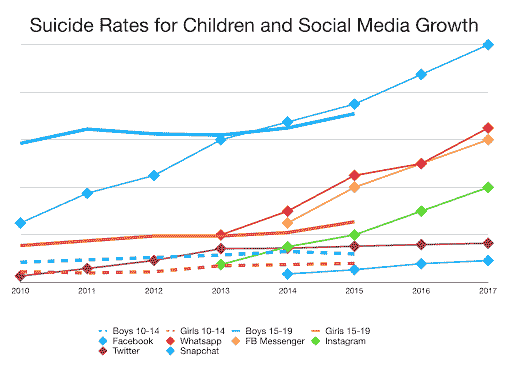 Suicide Rates for Children and Social Media Growth
2010 2011 2012 2013 2014 2015 2016 2017
Boys 10-14 Girls 10-14 Boys 15-19 Girls 15-19
Facebook Whatsapp FB Messenger Instagram
Twitter Snapchat